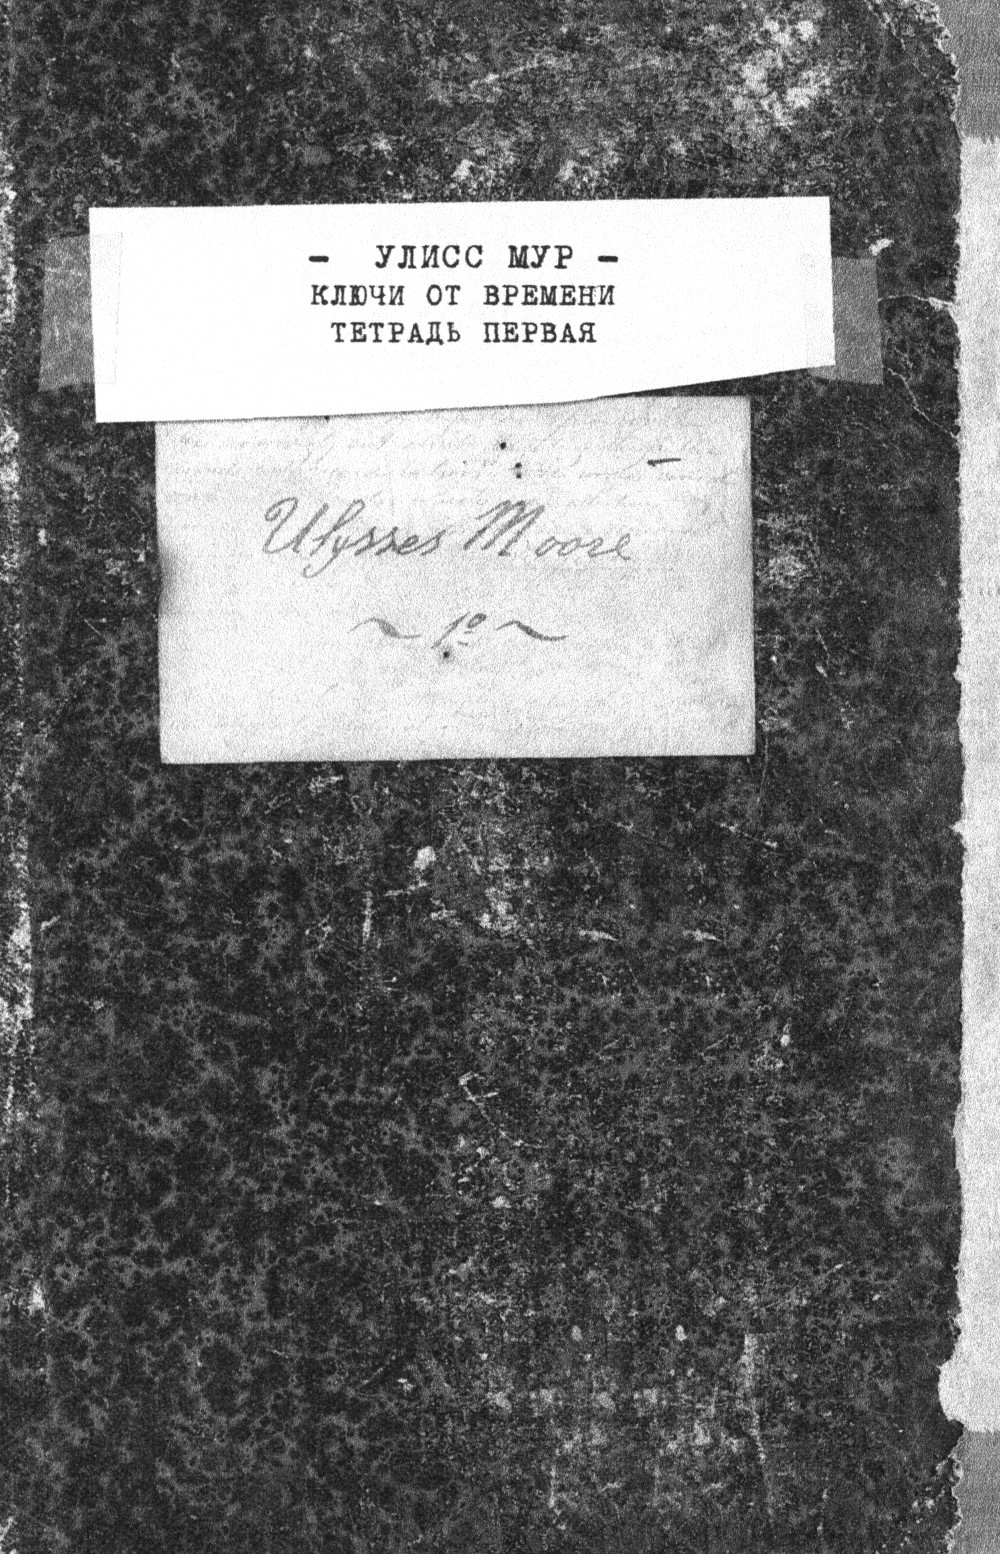 – УЛИСС МУР –
КЛЮЧИ ОТ ВРЕМЕНИ
ТЕТРАДЬ ПЕРВАЯ
Ulysses Moore
~ 1º ~